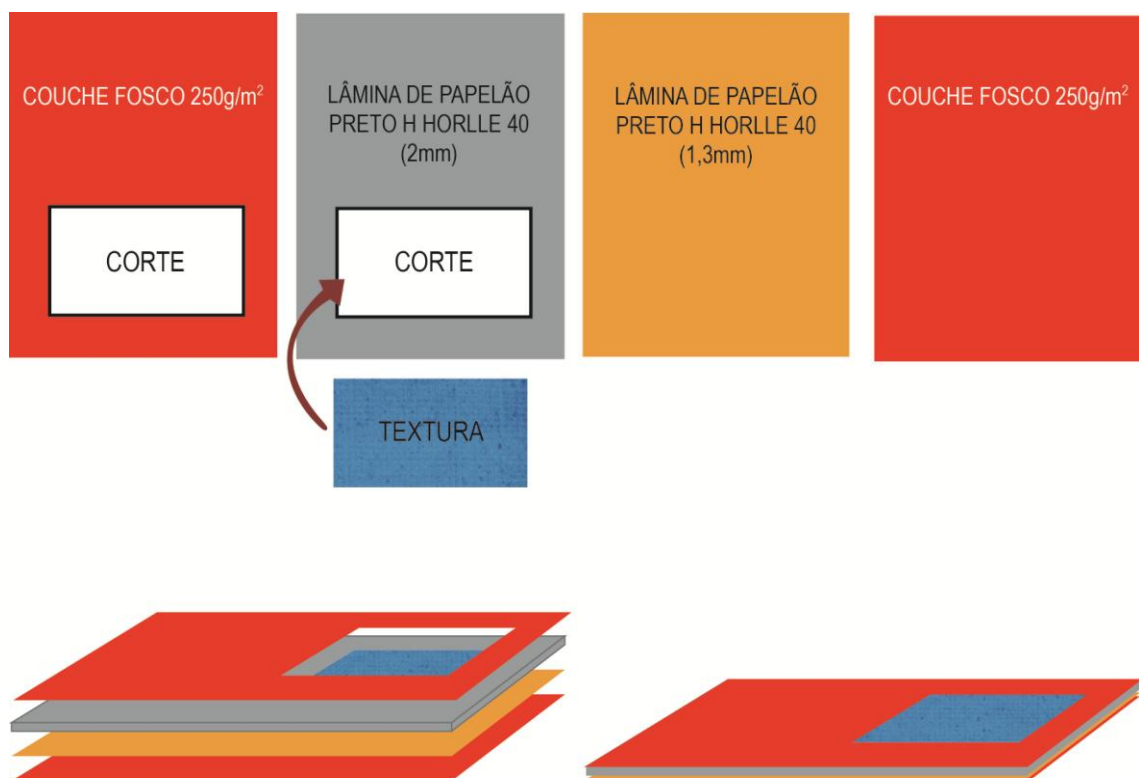 COUCHE FOSCO 250g/m²
CORTE
LÂMINA DE PAPELÃO
PRETO H HORLLE 40
(2mm)
CORTE
LÂMINA DE PAPELÃO
PRETO H HORLLE 40
(1,3mm)
COUCHE FOSCO 250g/m²
TEXTURA